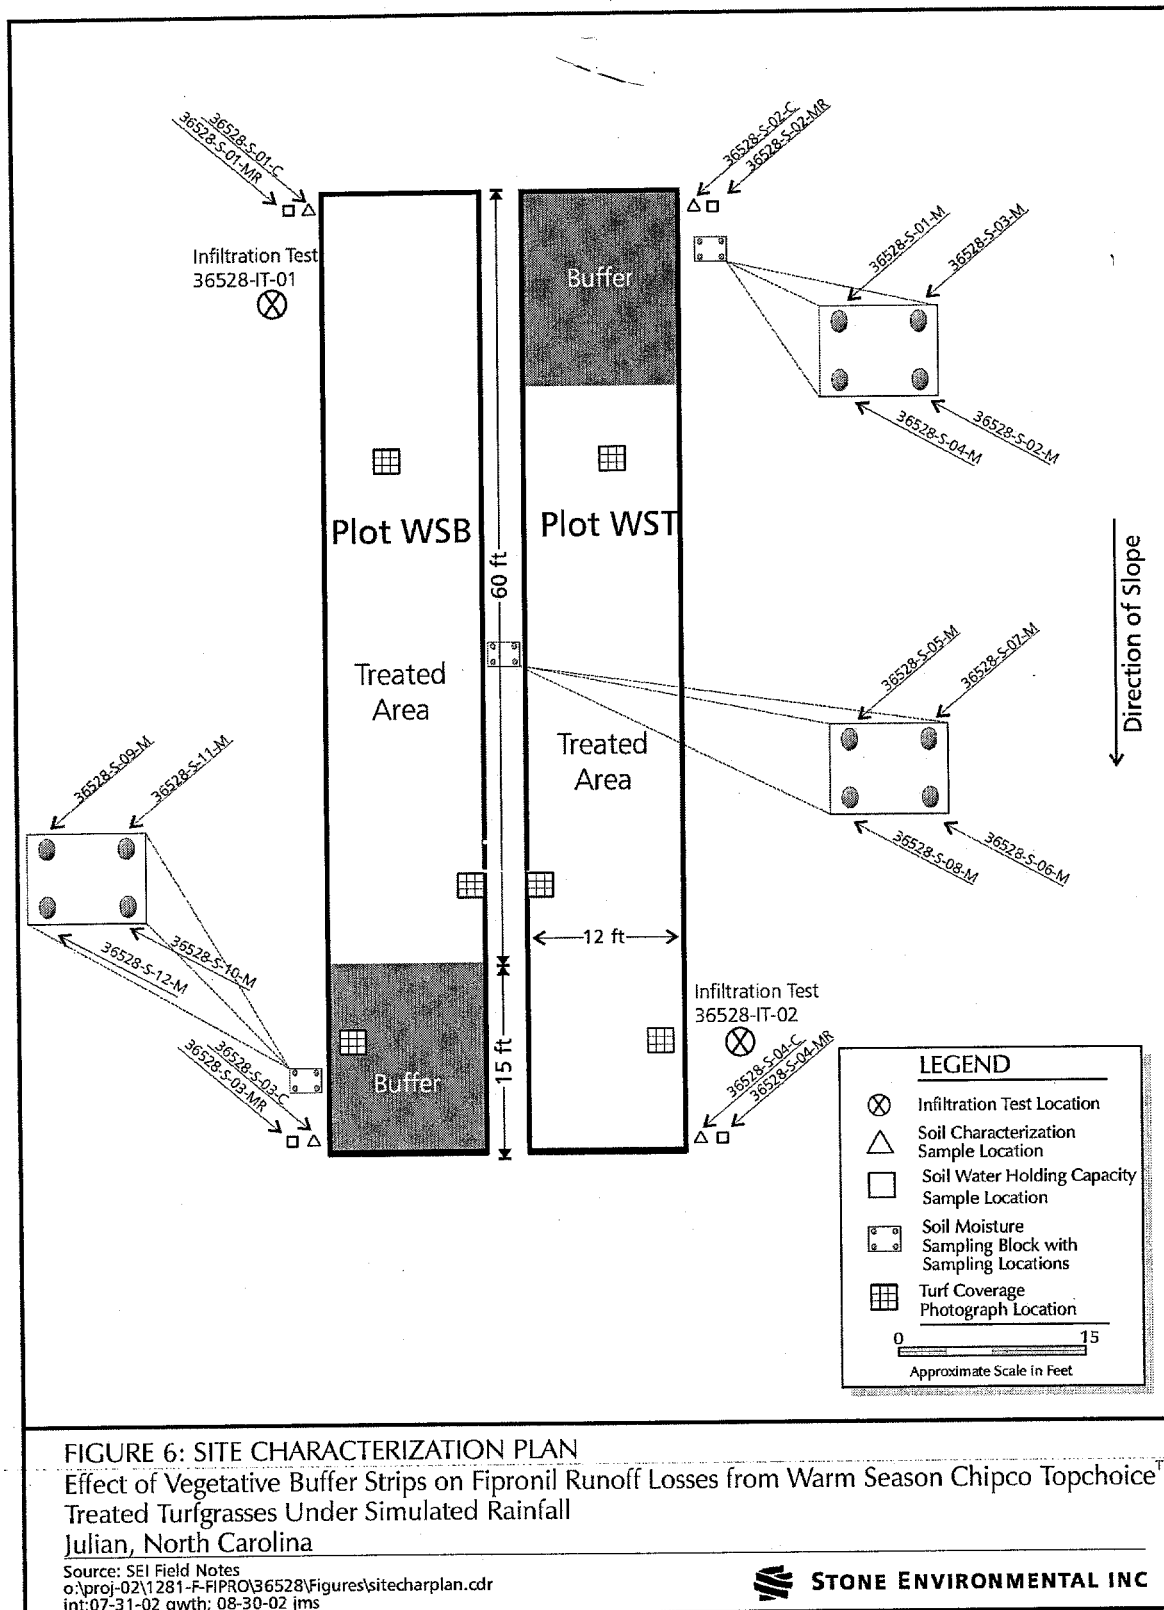 36528-S-01-C
36528-S-01-MR
36528-S-02-C
36528-S-02-MR
Infiltration Test
36528-IT-01
Buffer
36528-S-01-M
36528-S-03-M
36528-S-04-M
36528-S-02-M
Plot WSB
Plot WST
60 ft
Direction of Slope
Treated
Area
Treated
Area
36528-S-05-M
36528-S-07-M
36528-S-08-M
36528-S-06-M
36528-S-09-M
36528-S-11-M
36528-S-10-M
36528-S-12-M
12 ft
Infiltration Test
36528-IT-02
15 ft
Buffer
36528-S-03-C
36528-S-03-MR
36528-S-04-C
36528-S-04-MR
LEGEND
Infiltration Test Location
Soil Characterization
Sample Location
Soil Water Holding Capacity
Sample Location
Soil Moisture
Sampling Block with
Sampling Locations
Turf Coverage
Photograph Location
0 15
Approximate Scale in Feet
FIGURE 6: SITE CHARACTERIZATION PLAN
Effect of Vegetative Buffer Strips on Fipronil Runoff Losses from Warm Season Chipco Topchoice
Treated Turfgrasses Under Simulated Rainfall
Julian, North Carolina
Source: SEI Field Notes
o:\proj-02\1281-F-FIPRO\36528\Figures\sitecharplan.cdr
int:07-31-02 gwth; 08-30-02 jms
STONE ENVIRONMENTAL INC